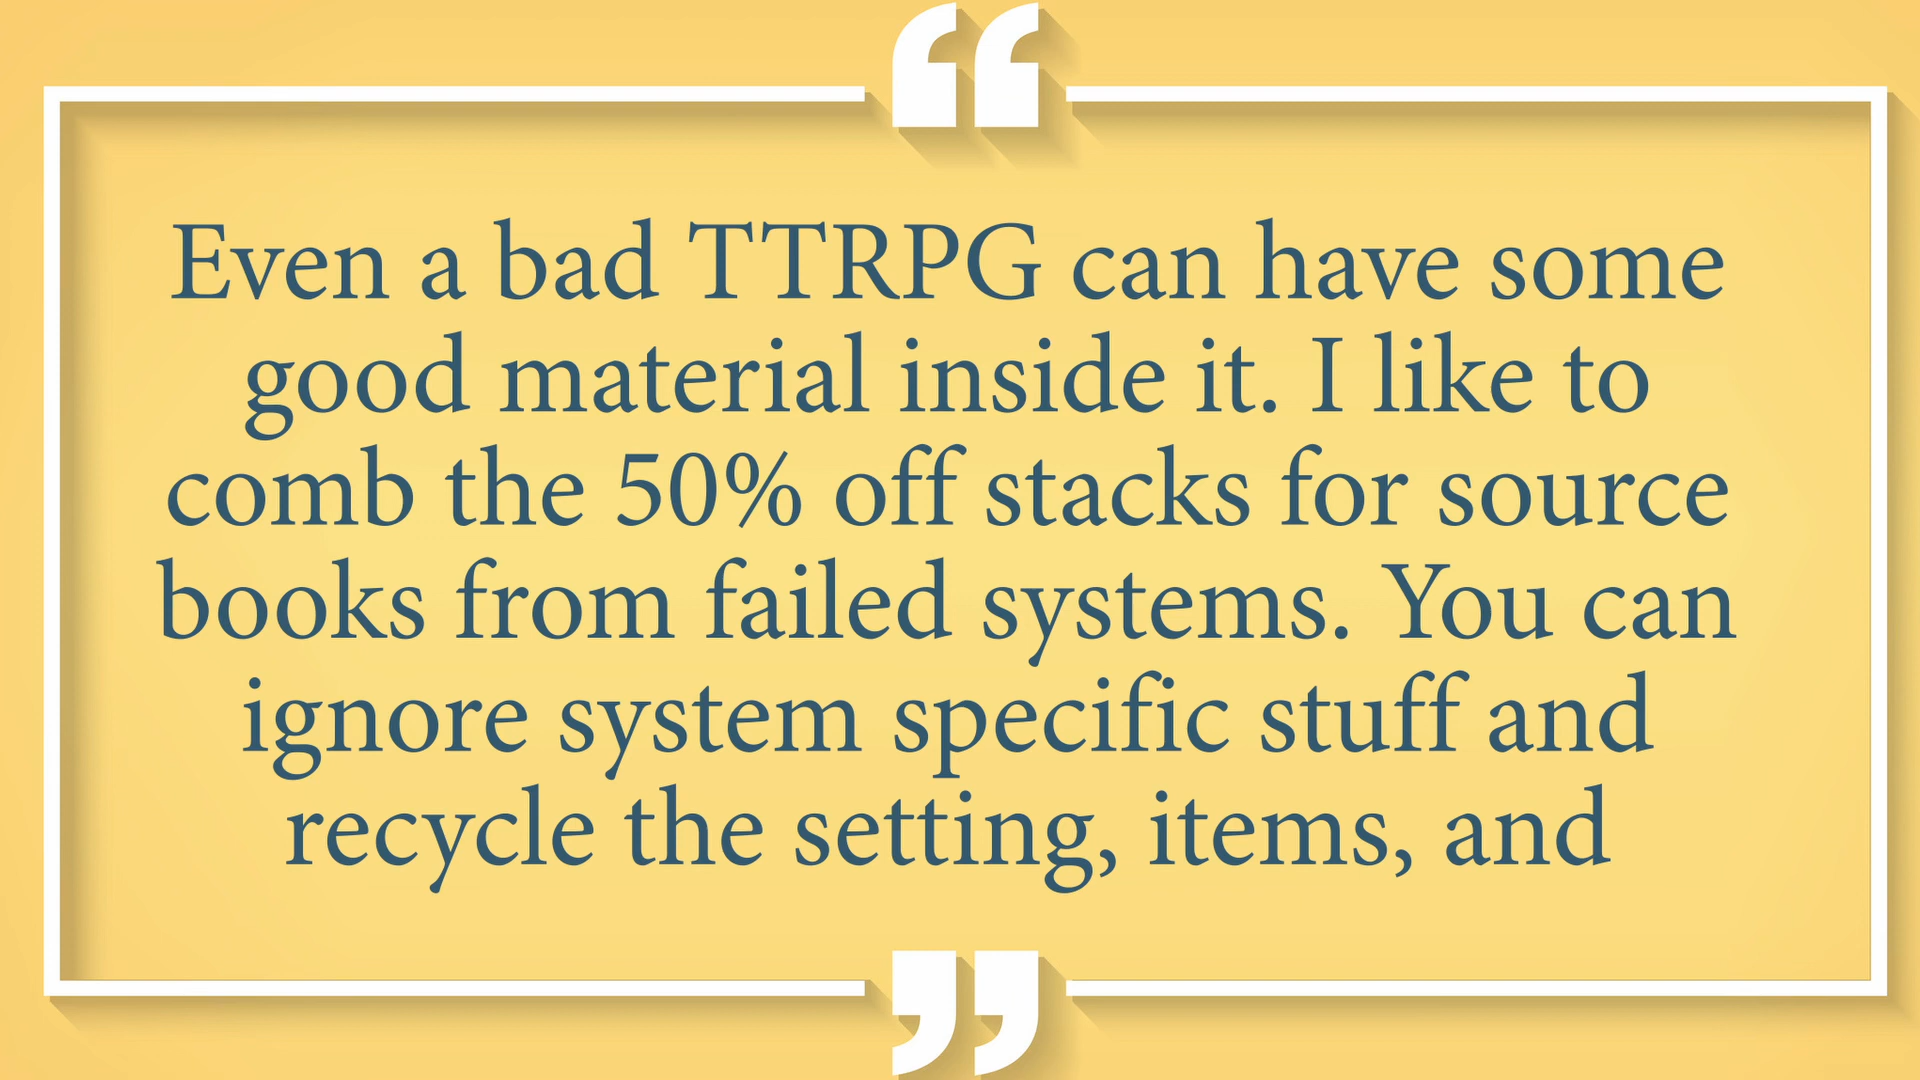 “
Even a bad TTRPG can have some
good material inside it. I like to
comb the 50% off stacks for source
books from failed systems. You can
ignore system specific stuff and
recycle the setting, items, and
”